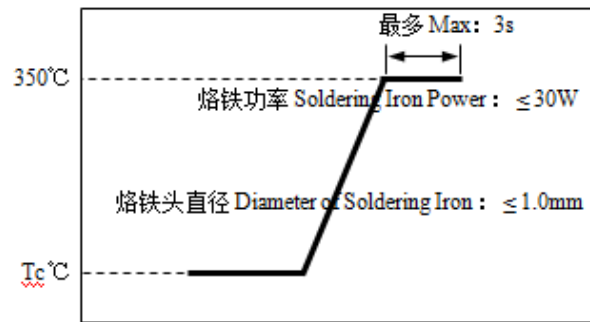 最多 Max：3s
350℃
烙铁功率 Soldering Iron Power：≤30W
烙铁头直径 Diameter of Soldering Iron：≤1.0mm
Tc℃